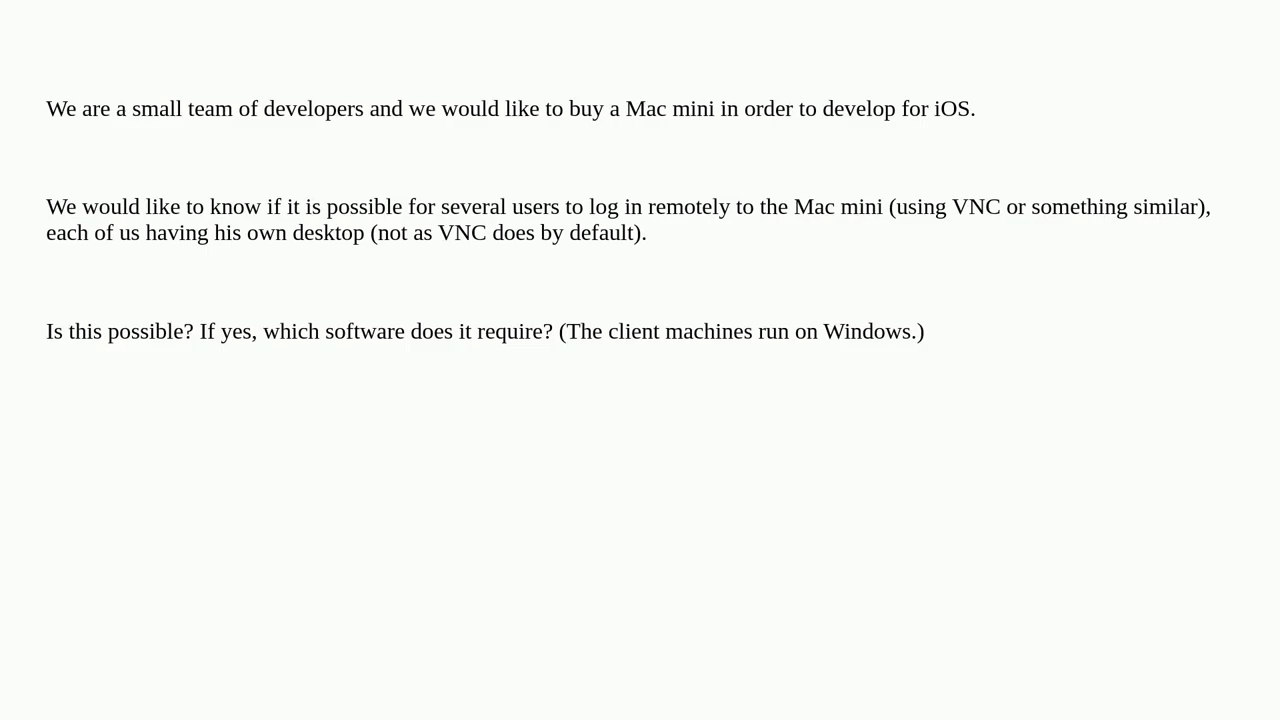 We are a small team of developers and we would like to buy a Mac mini in order to develop for iOS.
We would like to know if it is possible for several users to log in remotely to the Mac mini (using VNC or something similar),
each of us having his own desktop (not as VNC does by default).
Is this possible? If yes, which software does it require? (The client machines run on Windows.)